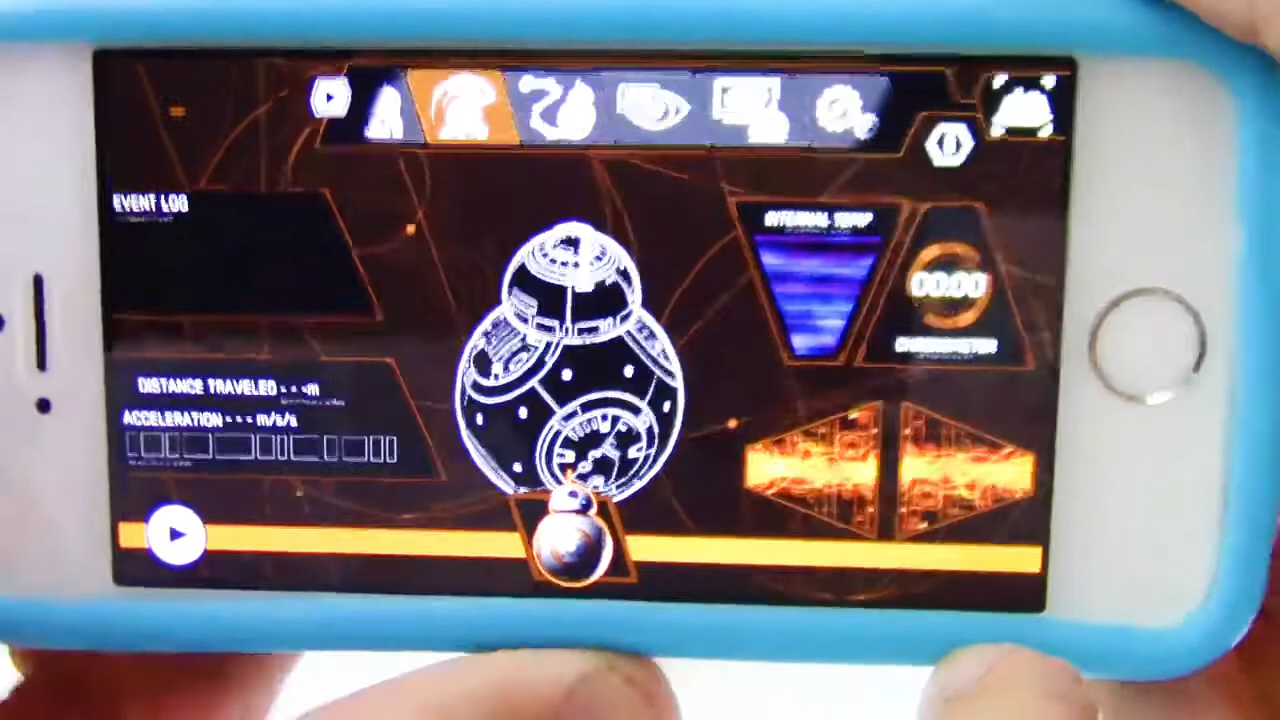 EVENT LOG
INTERNAL TEMP
00:00
CHRONOMETER
DISTANCE TRAVELED - - -m
ACCELERATION - - - m/s/s